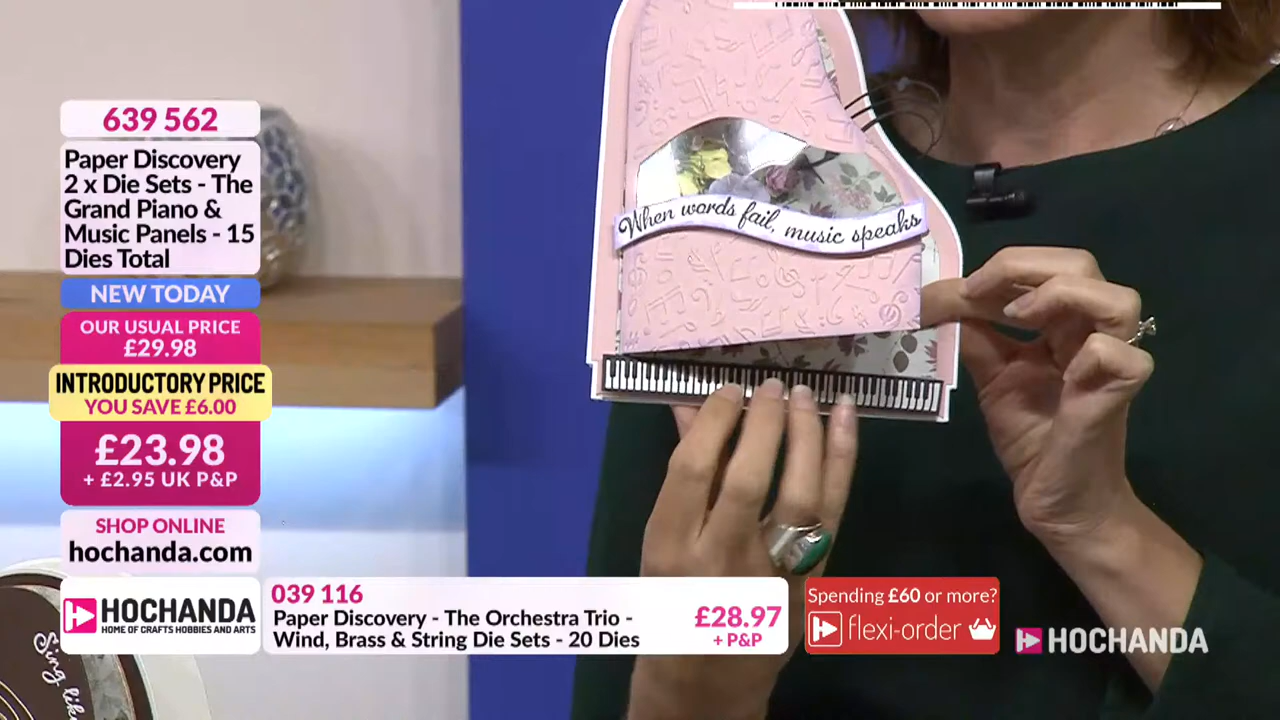 639 562
Paper Discovery
2 x Die Sets - The
Grand Piano &
Music Panels - 15
Dies Total
NEW TODAY
OUR USUAL PRICE
£29.98
INTRODUCTORY PRICE
YOU SAVE £6.00
£23.98
+ £2.95 UK P&P
SHOP ONLINE
hochanda.com
HOCHANDA
HOME OF CRAFTS HOBBIES AND ARTS
039 116
Paper Discovery - The Orchestra Trio -
Wind, Brass & String Die Sets - 20 Dies
£28.97
+ P&P
Spending £60 or more?
flexi-order
HOCHANDA
When words fail, music speaks
Sing like